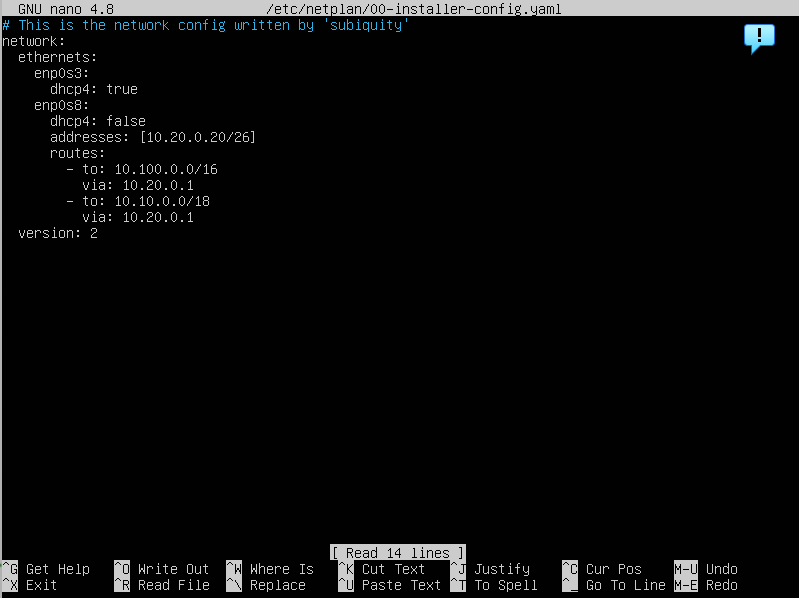 GNU nano 4.8 /etc/netplan/00-installer-config.yaml
# This is the network config written by 'subiquity'
network:
  ethernets:
    enp0s3:
      dhcp4: true
    enp0s8:
      dhcp4: false
      addresses: [10.20.0.20/26]
      routes:
        - to: 10.100.0.0/16
          via: 10.20.0.1
        - to: 10.10.0.0/18
          via: 10.20.0.1
  version: 2
!
[ Read 14 lines ]
^G Get Help ^O Write Out ^W Where Is ^K Cut Text ^J Justify ^C Cur Pos M-U Undo
^X Exit ^R Read File ^\ Replace ^U Paste Text ^T To Spell ^_ Go To Line M-E Redo